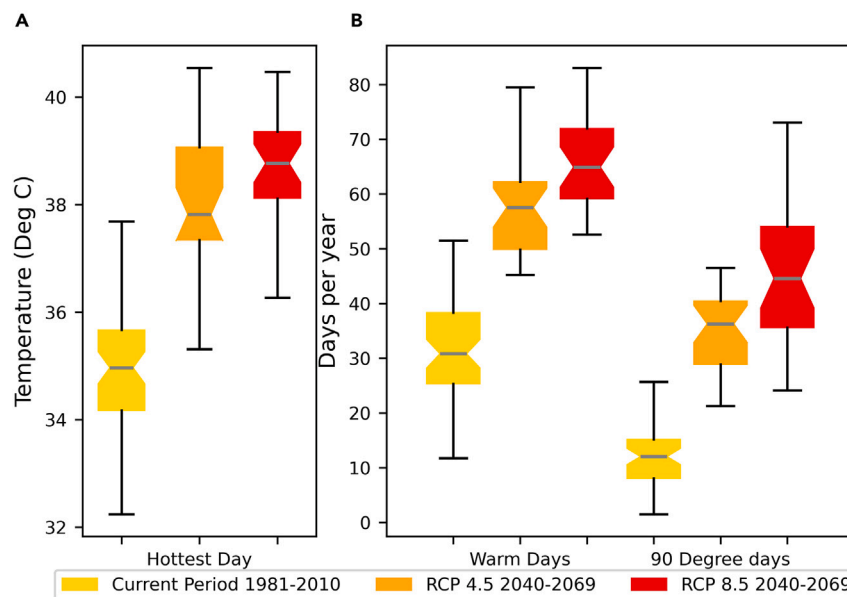 A
B
Temperature (Deg C)
40
38
36
34
32
Hottest Day
Days per year
80
70
60
50
40
30
20
10
0
Warm Days
90 Degree days
Current Period 1981-2010
RCP 4.5 2040-2069
RCP 8.5 2040-2069